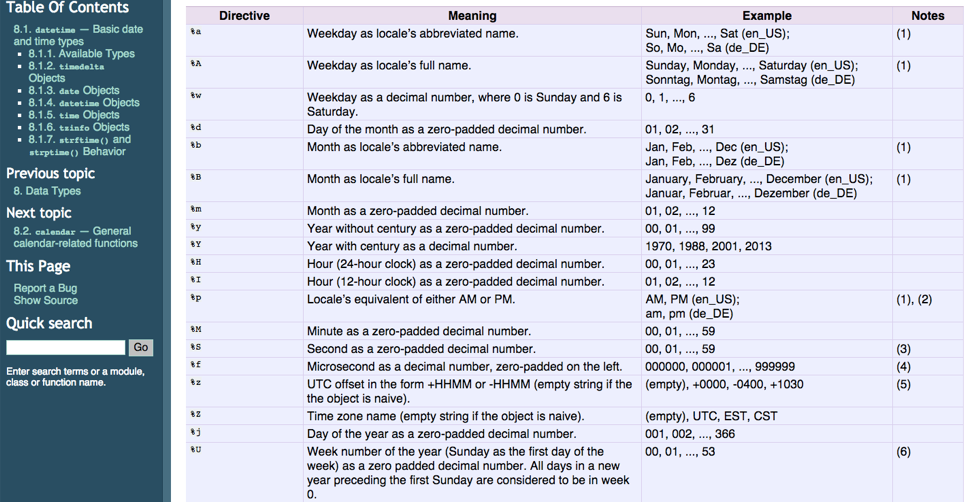 Table Of Contents
8.1. datetime — Basic date
and time types
8.1.1. Available Types
8.1.2. timedelta
Objects
8.1.3. date Objects
8.1.4. datetime Objects
8.1.5. time Objects
8.1.6. tzinfo Objects
8.1.7. strftime() and
strptime() Behavior
Previous topic
8. Data Types
Next topic
8.2. calendar — General
calendar-related functions
This Page
Report a Bug
Show Source
Quick search
Go
Enter search terms or a module,
class or function name.
Directive Meaning Example Notes
%a Weekday as locale's abbreviated name. Sun, Mon, ..., Sat (en_US); (1)
So, Mo, ..., Sa (de_DE)
%A Weekday as locale's full name. Sunday, Monday, ..., Saturday (en_US); (1)
Sonntag, Montag, ..., Samstag (de_DE)
%w Weekday as a decimal number, where 0 is Sunday and 6 is 0, 1, ..., 6
Saturday.
%d Day of the month as a zero-padded decimal number. 01, 02, ..., 31
%b Month as locale's abbreviated name. Jan, Feb, ..., Dec (en_US); (1)
Jan, Feb, ..., Dez (de_DE)
%B Month as locale's full name. January, February, ..., December (en_US); (1)
Januar, Februar, ..., Dezember (de_DE)
%m Month as a zero-padded decimal number. 01, 02, ..., 12
%y Year without century as a zero-padded decimal number. 00, 01, ..., 99
%Y Year with century as a decimal number. 1970, 1988, 2001, 2013
%H Hour (24-hour clock) as a zero-padded decimal number. 00, 01, ..., 23
%I Hour (12-hour clock) as a zero-padded decimal number. 01, 02, ..., 12
%p Locale's equivalent of either AM or PM. AM, PM (en_US); (1), (2)
am, pm (de_DE)
%M Minute as a zero-padded decimal number. 00, 01, ..., 59
%S Second as a zero-padded decimal number. 00, 01, ..., 59 (3)
%f Microsecond as a decimal number, zero-padded on the left. 000000, 000001, ..., 999999 (4)
%z UTC offset in the form +HHMM or -HHMM (empty string if the (empty), +0000, -0400, +1030 (5)
the object is naive).
%Z Time zone name (empty string if the object is naive). (empty), UTC, EST, CST
%j Day of the year as a zero-padded decimal number. 001, 002, ..., 366
%U Week number of the year (Sunday as the first day of the 00, 01, ..., 53 (6)
week) as a zero padded decimal number. All days in a new
year preceding the first Sunday are considered to be in week
0.